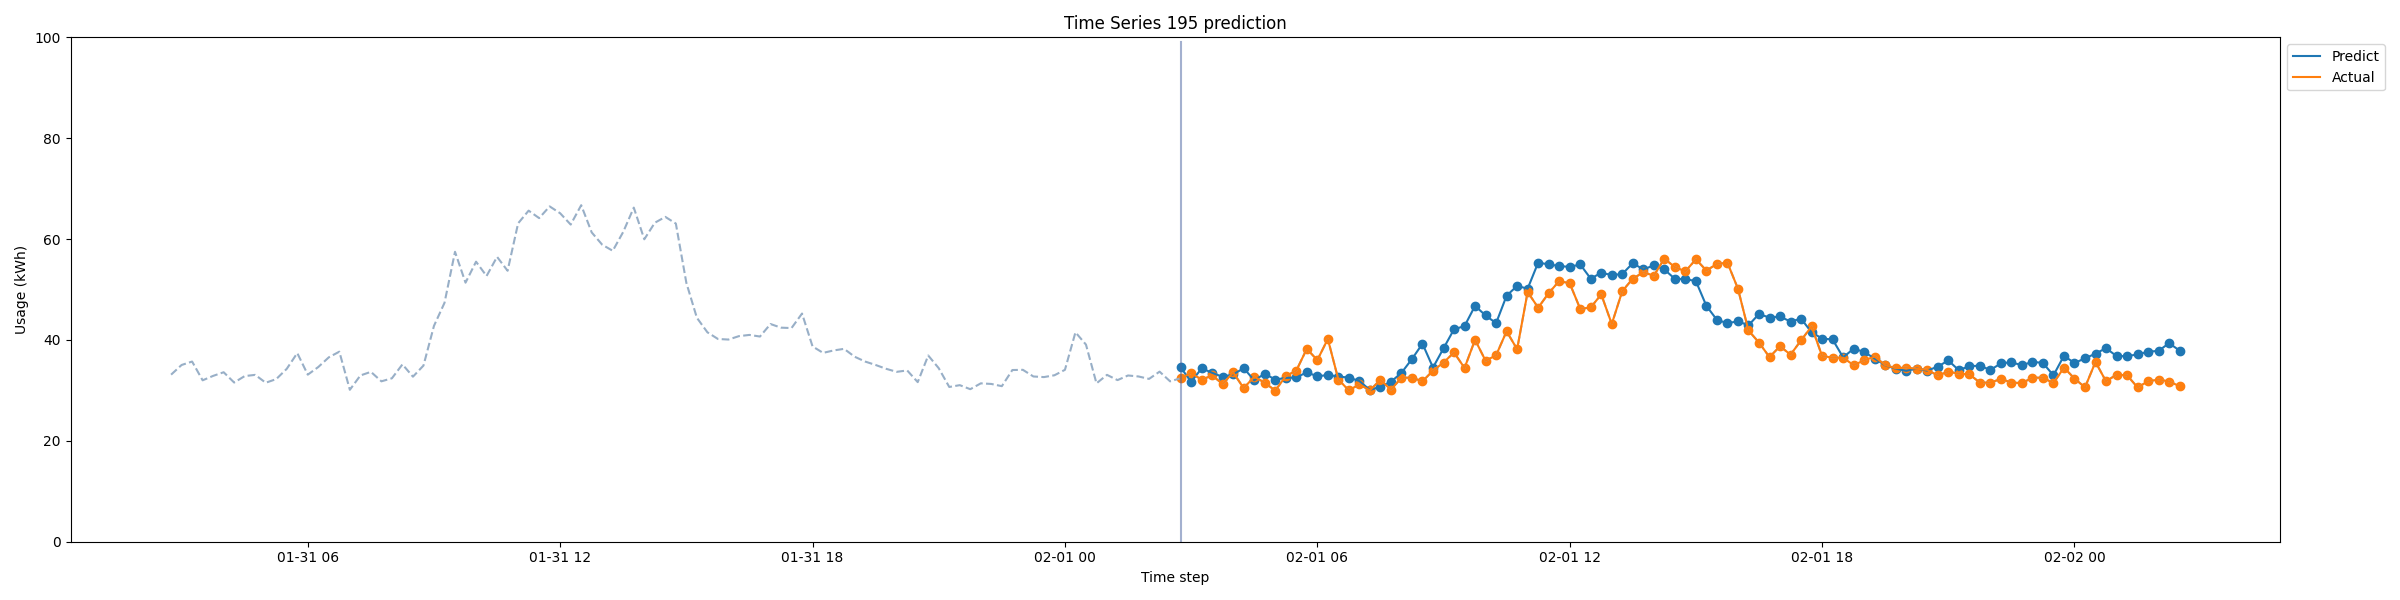 Time Series 195 prediction
100
80
60
40
20
0
Usage (kWh)
01-31 06
01-31 12
01-31 18
02-01 00
02-01 06
02-01 12
02-01 18
02-02 00
Time step
Predict
Actual